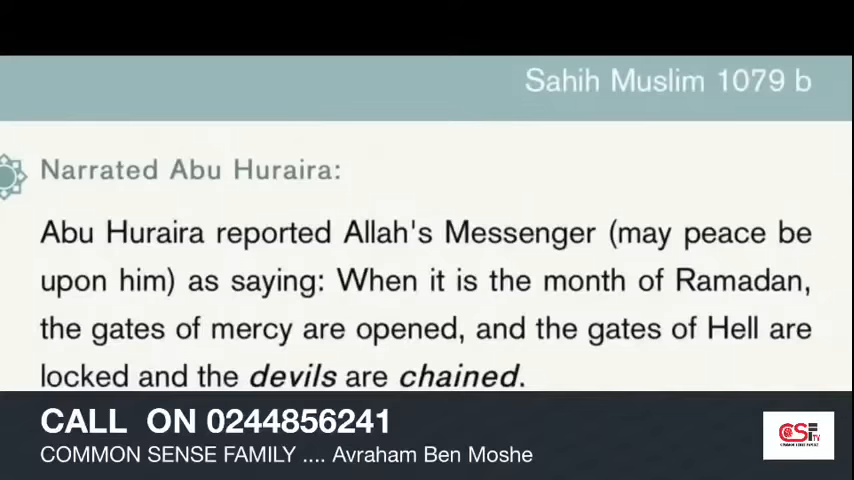 Sahih Muslim 1079 b
Narrated Abu Huraira:
Abu Huraira reported Allah's Messenger (may peace be
upon him) as saying: When it is the month of Ramadan,
the gates of mercy are opened, and the gates of Hell are
locked and the devils are chained.
CALL ON 0244856241
COMMON SENSE FAMILY .... Avraham Ben Moshe
CSFTV